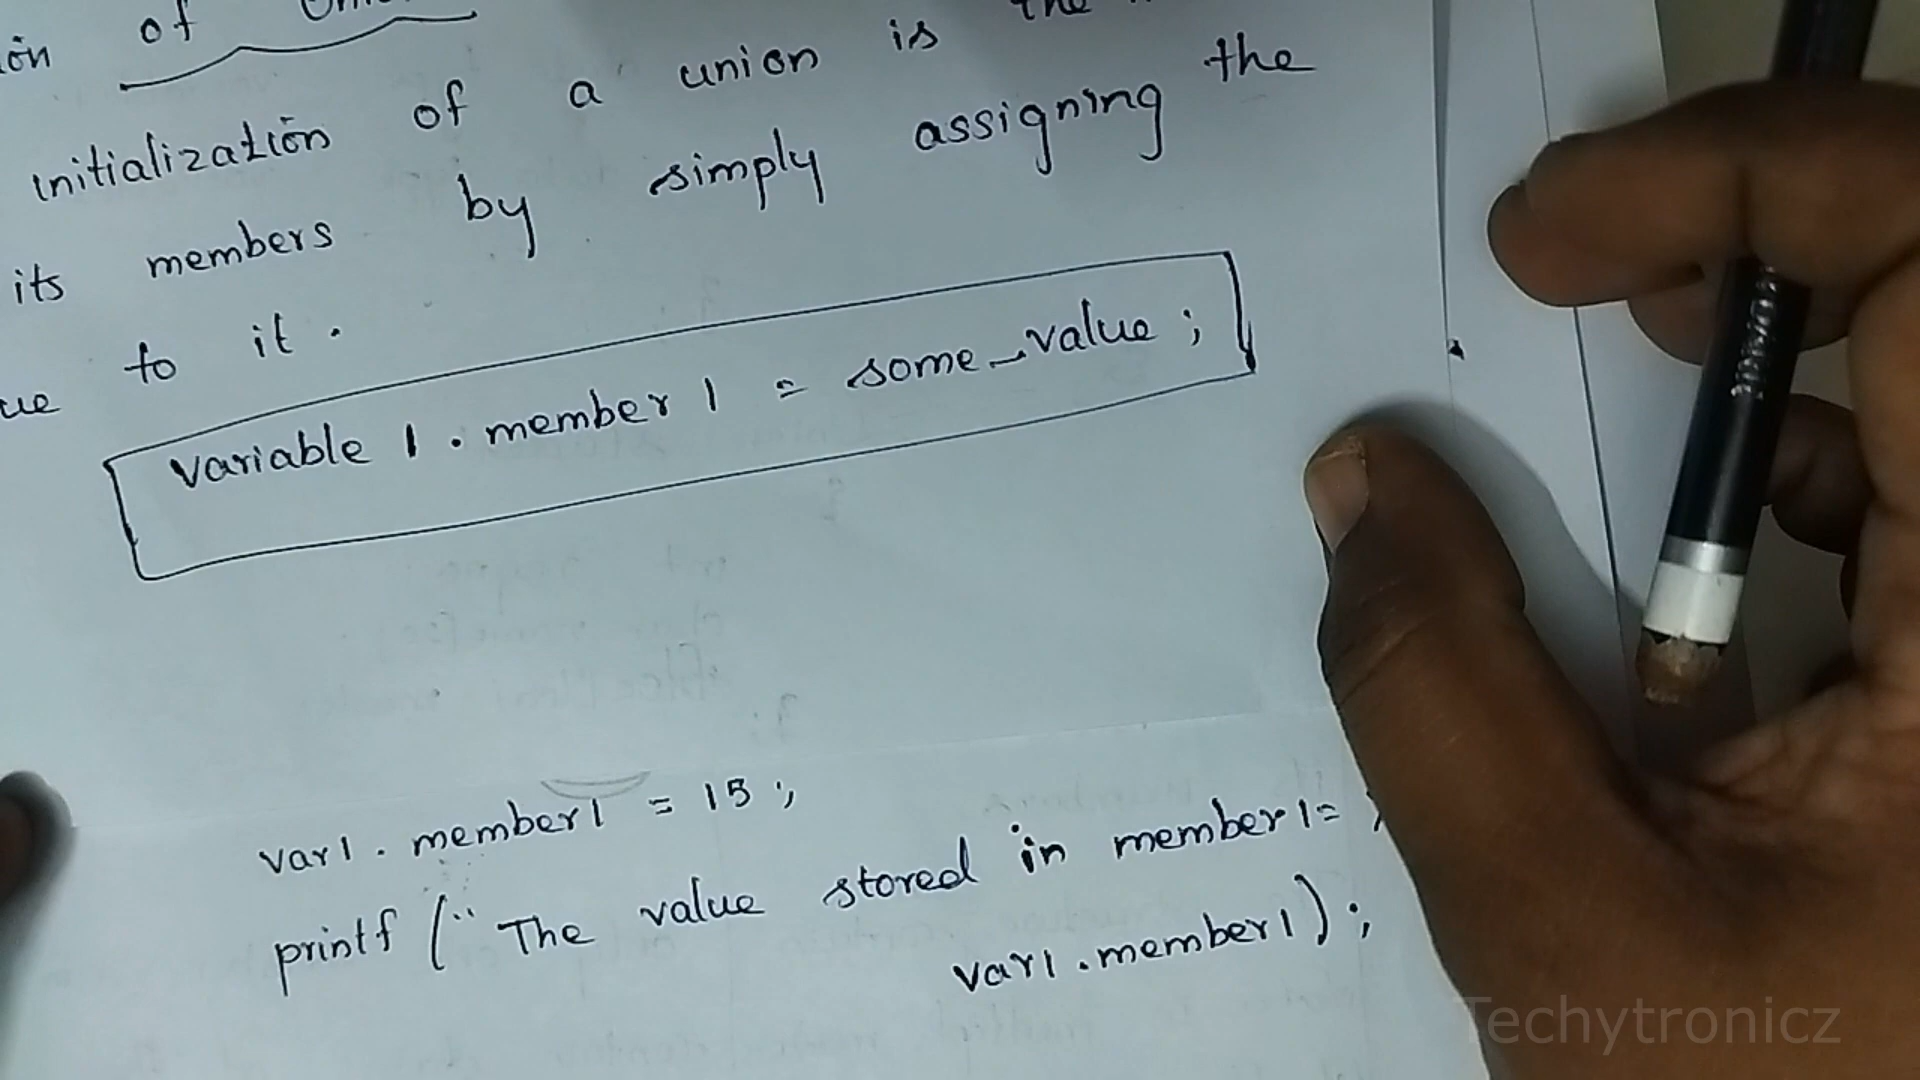 of
initialization of a union is the
its members by simply assigning the
to it.
variable 1 . member 1 = some_value ;
var1 . member1 = 15 ;
printf (" The value stored in member1=
var1 . member1) ;
Techytronicz